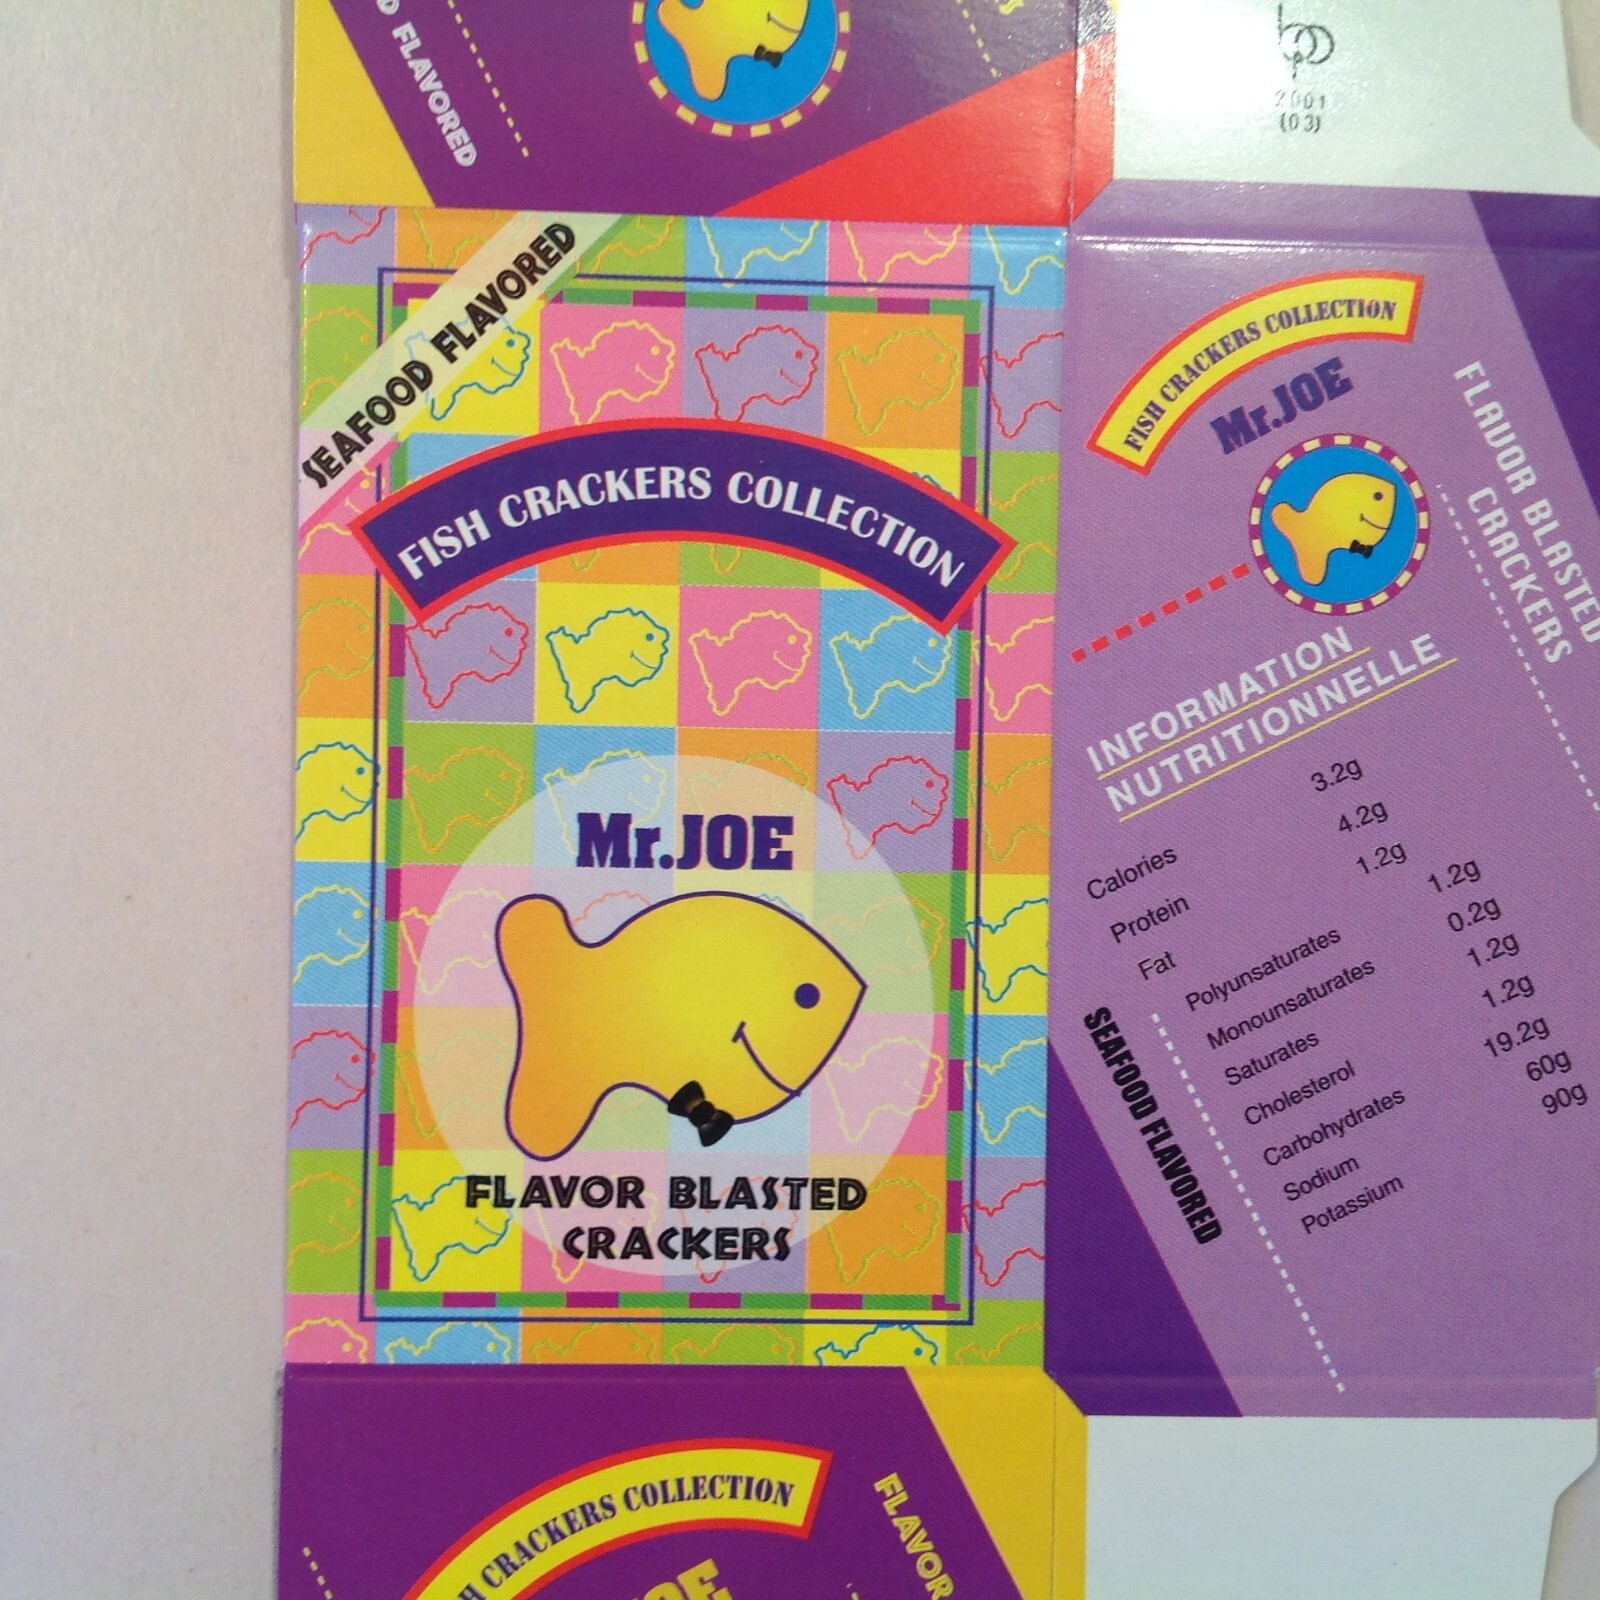 D FLAVORED
2001
(03)
SEAFOOD FLAVORED
FISH CRACKERS COLLECTION
Mr.JOE
FLAVOR BLASTED
CRACKERS
FISH CRACKERS COLLECTION
Mr.JOE
FLAVOR BLASTED
CRACKERS
INFORMATION
NUTRITIONNELLE
Calories 3.2g
Protein 4.2g
Fat 1.2g
Polyunsaturates 1.2g
Monounsaturates 0.2g
Saturates 1.2g
Cholesterol 1.2g
Carbohydrates 19.2g
Sodium 60g
Potassium 90g
SEAFOOD FLAVORED
H CRACKERS COLLECTION
JOE
FLAVOR